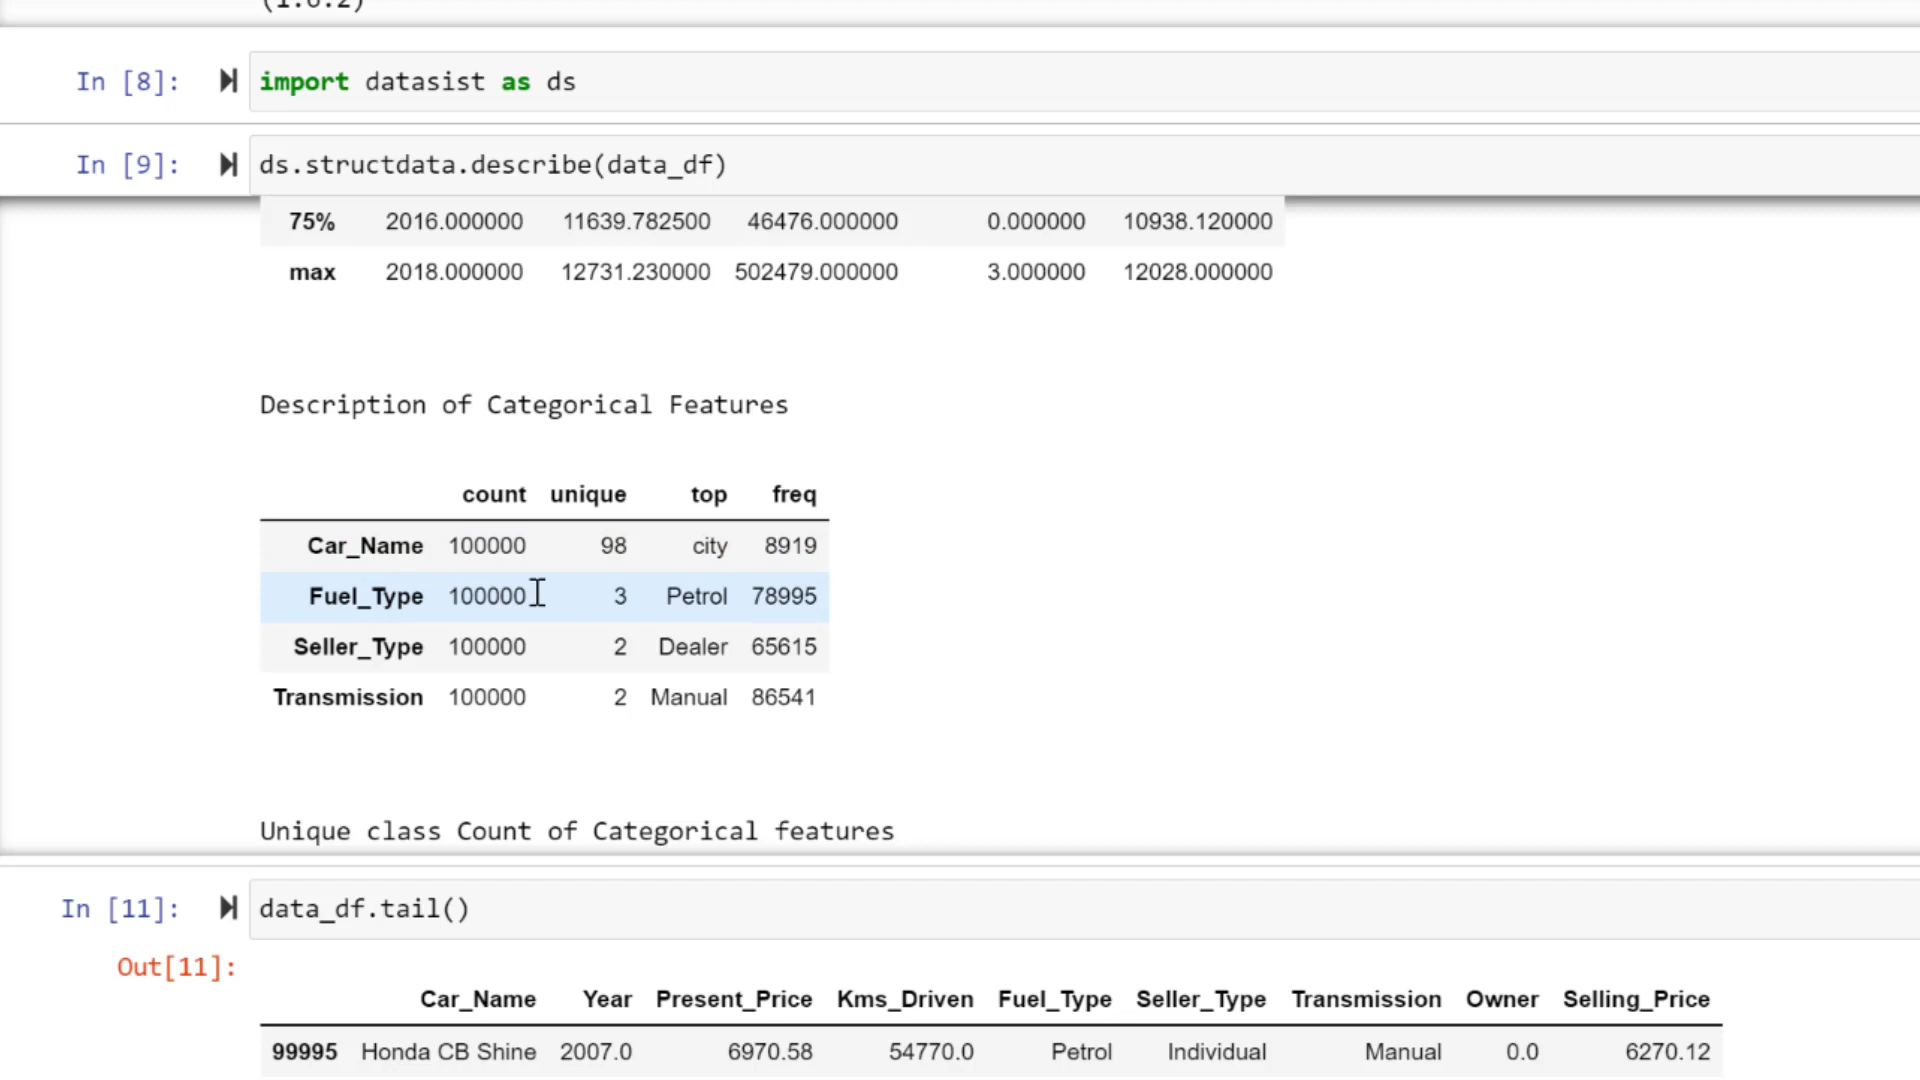 In [8]: import datasist as ds
In [9]: ds.structdata.describe(data_df)
75% 2016.000000 11639.782500 46476.000000 0.000000 10938.120000
max 2018.000000 12731.230000 502479.000000 3.000000 12028.000000
Description of Categorical Features
count unique top freq
Car_Name 100000 98 city 8919
Fuel_Type 100000 3 Petrol 78995
Seller_Type 100000 2 Dealer 65615
Transmission 100000 2 Manual 86541
Unique class Count of Categorical features
In [11]: data_df.tail()
Out[11]:
Car_Name Year Present_Price Kms_Driven Fuel_Type Seller_Type Transmission Owner Selling_Price
99995 Honda CB Shine 2007.0 6970.58 54770.0 Petrol Individual Manual 0.0 6270.12